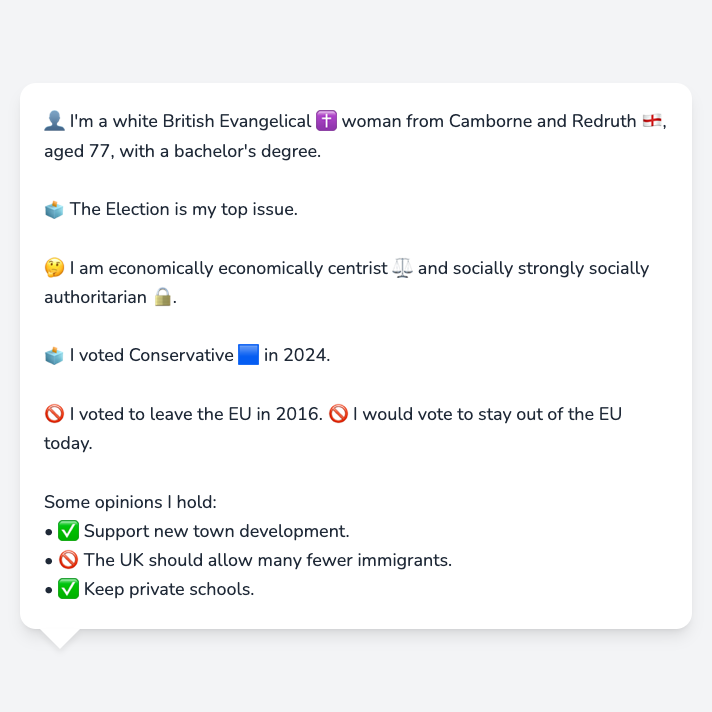 👤 I'm a white British Evangelical ✝️ woman from Camborne and Redruth 🏴󠁧󠁢󠁥󠁮󠁧󠁿,
aged 77, with a bachelor's degree.
🗳️ The Election is my top issue.
🤔 I am economically economically centrist ⚖️ and socially strongly socially
authoritarian 🔒.
🗳️ I voted Conservative 🟦 in 2024.
🚫 I voted to leave the EU in 2016. 🚫 I would vote to stay out of the EU
today.
Some opinions I hold:
• ✅ Support new town development.
• 🚫 The UK should allow many fewer immigrants.
• ✅ Keep private schools.